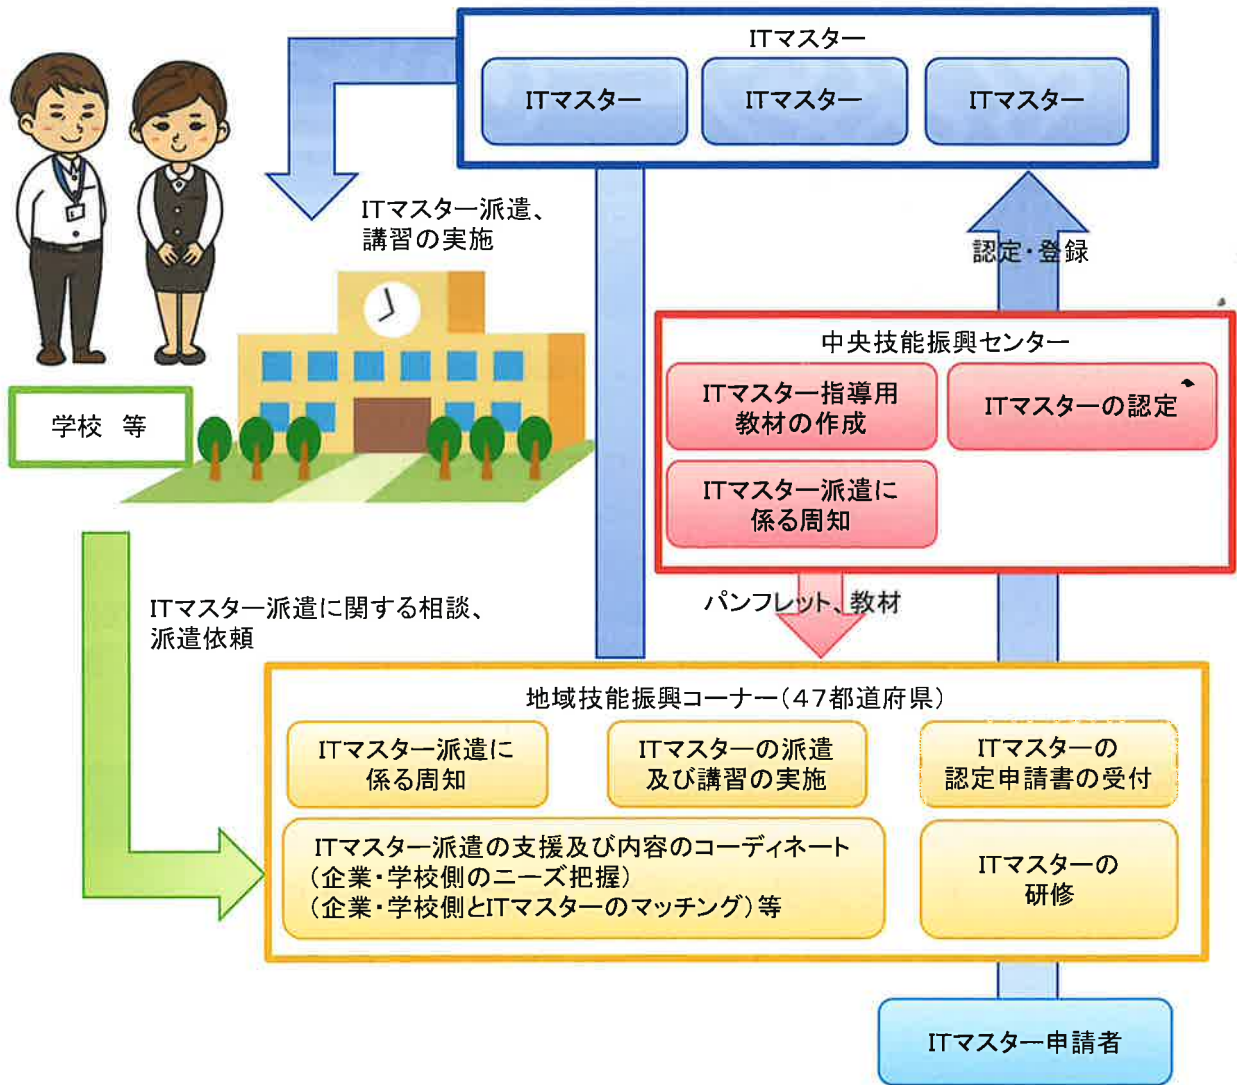 ITマスター
ITマスター
ITマスター
ITマスター
ITマスター派遣、
講習の実施
認定・登録
学校 等
中央技能振興センター
ITマスター指導用
教材の作成
ITマスターの認定
ITマスター派遣に
係る周知
パンフレット、教材
ITマスター派遣に関する相談、
派遣依頼
地域技能振興コーナー（４７都道府県）
ITマスター派遣に
係る周知
ITマスターの派遣
及び講習の実施
ITマスターの
認定申請書の受付
ITマスター派遣の支援及び内容のコーディネート
（企業・学校側のニーズ把握）
（企業・学校側とITマスターのマッチング）等
ITマスターの
研修
ITマスター申請者